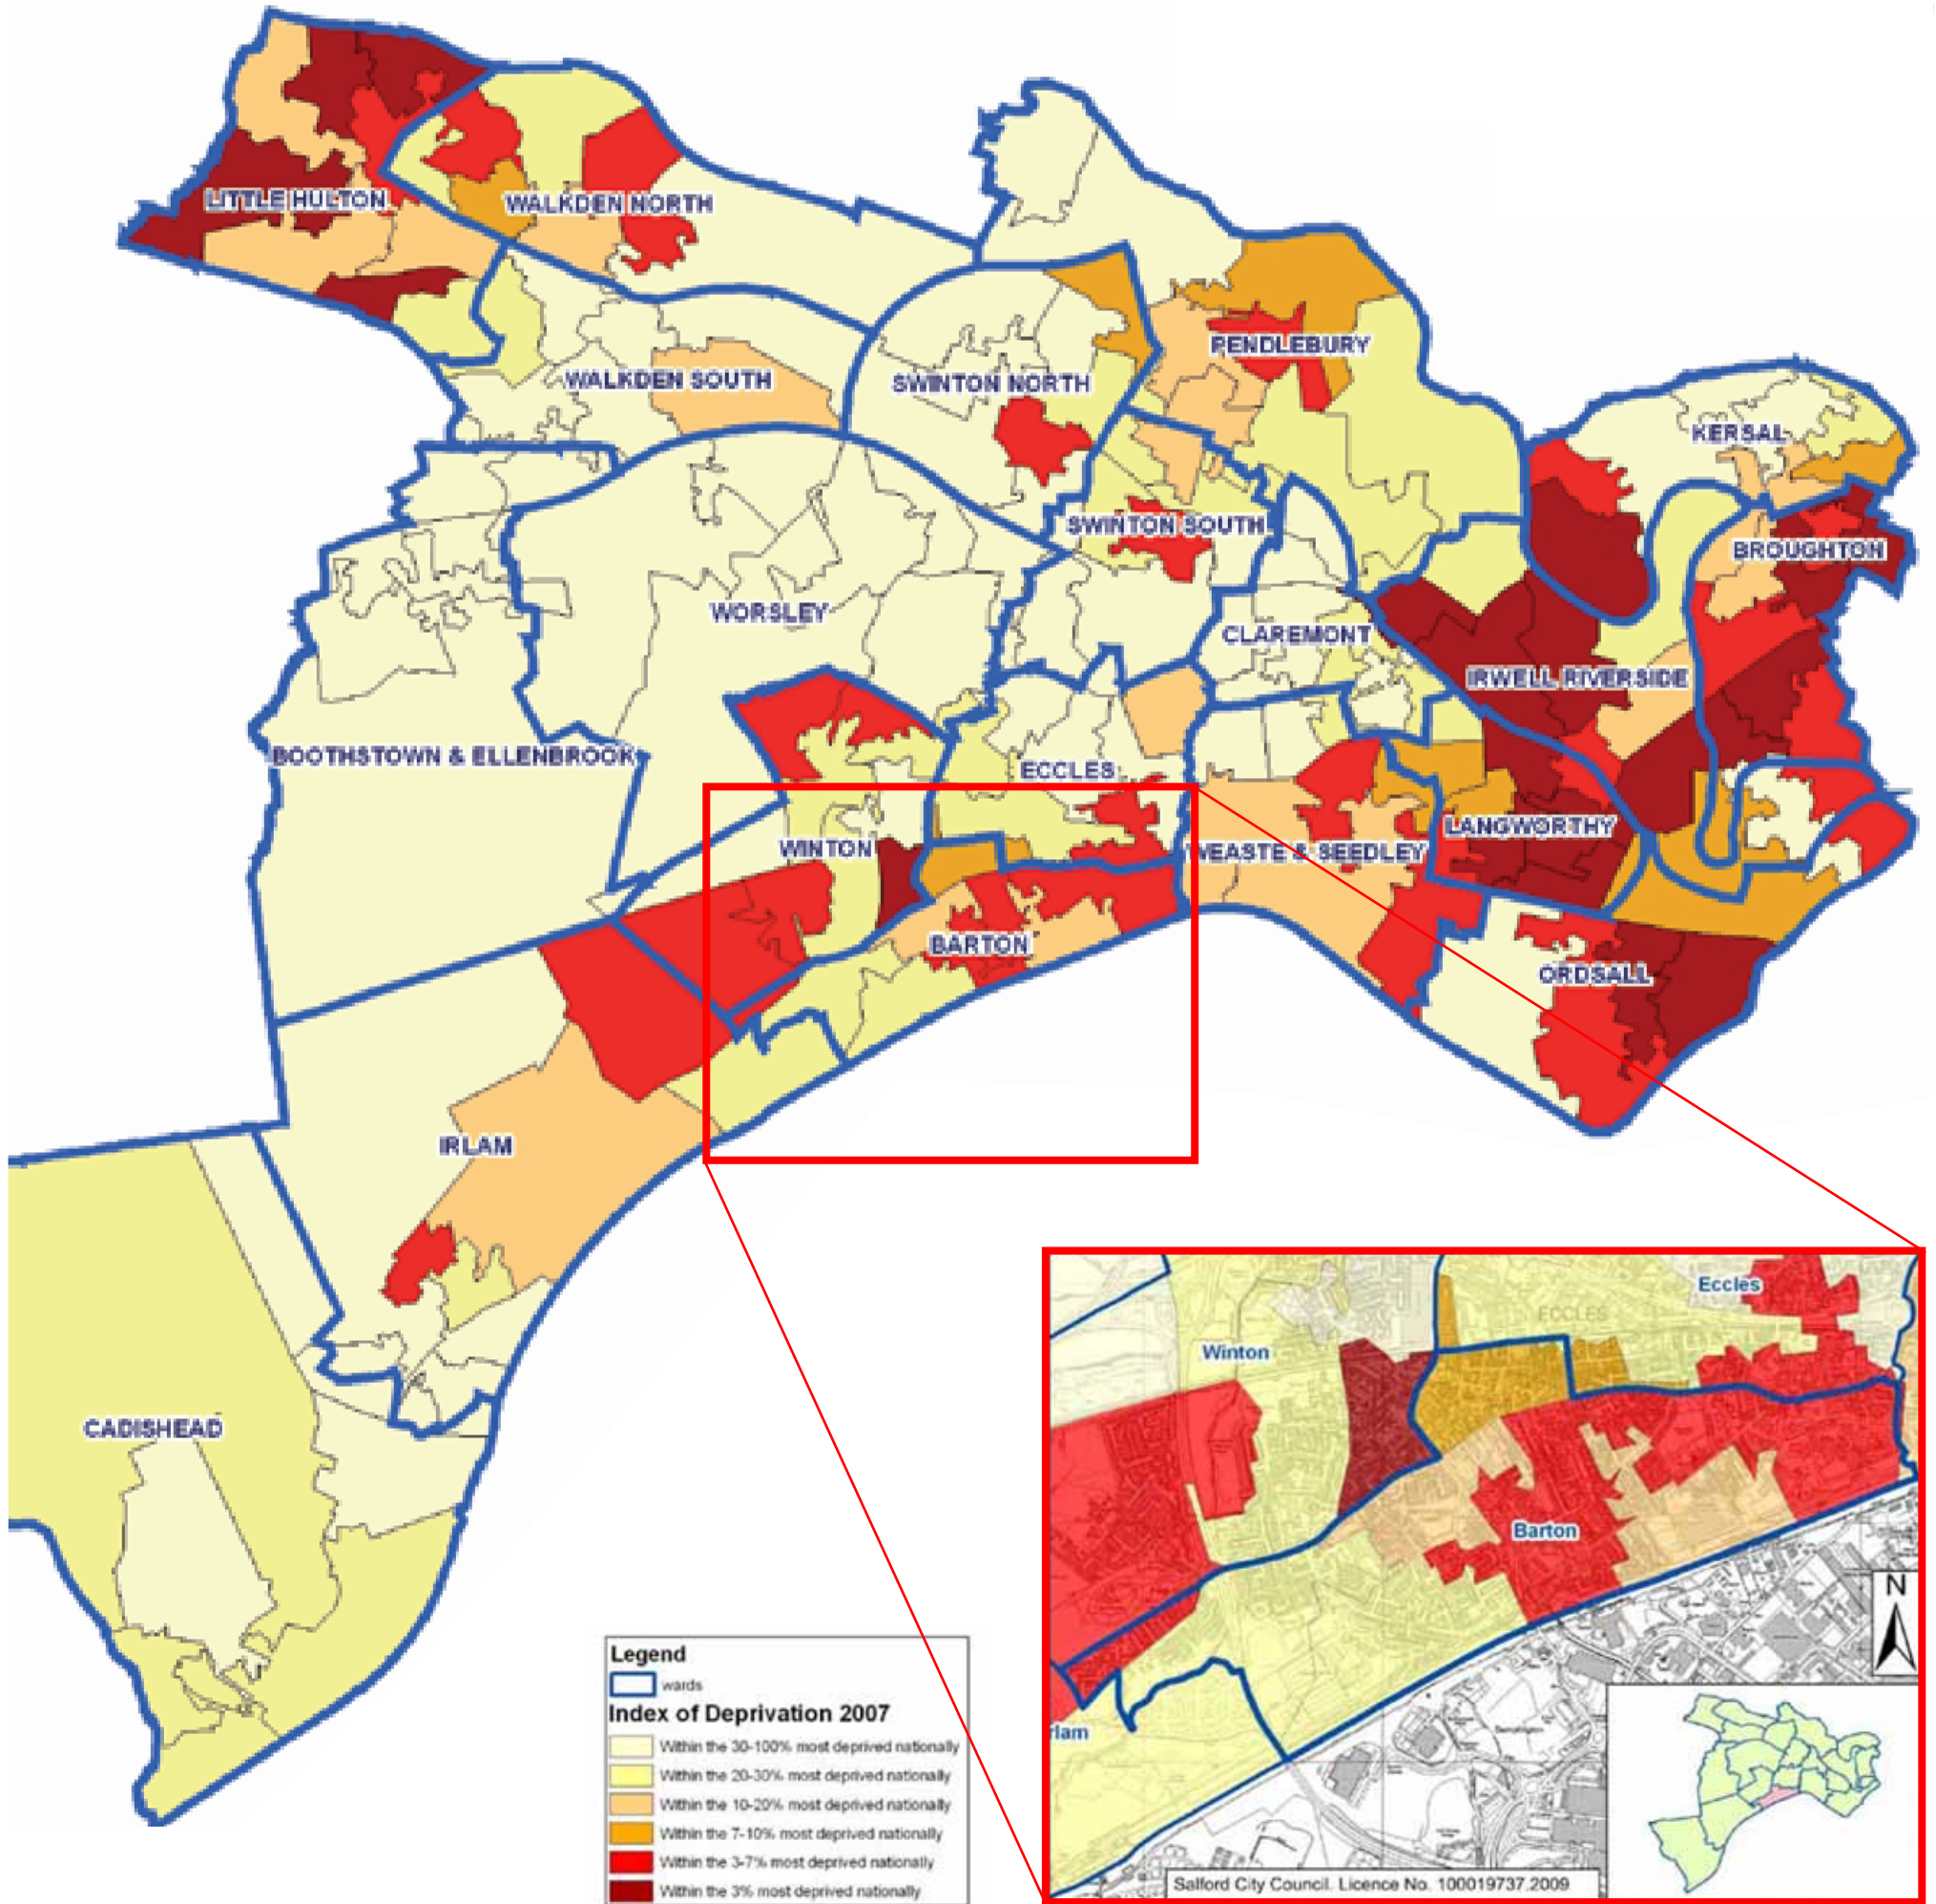 LITTLE HULTON
WALKDEN NORTH
PENDLEBURY
WALKDEN SOUTH
SWINTON NORTH
KERSAL
SWINTON SOUTH
BROUGHTON
WORSLEY
CLAREMONT
IRWELL RIVERSIDE
BOOTHSTOWN & ELLENBROOK
ECCLES
LANGWORTHY
WINTON
WEASTE & SEEDLEY
BARTON
ORDSALL
IRLAM
CADISHEAD
Eccles
ECCLES
Winton
Barton
N
rlam
Salford City Council. Licence No. 100019737.2009
Legend
wards
Index of Deprivation 2007
Within the 30-100% most deprived nationally
Within the 20-30% most deprived nationally
Within the 10-20% most deprived nationally
Within the 7-10% most deprived nationally
Within the 3-7% most deprived nationally
Within the 3% most deprived nationally